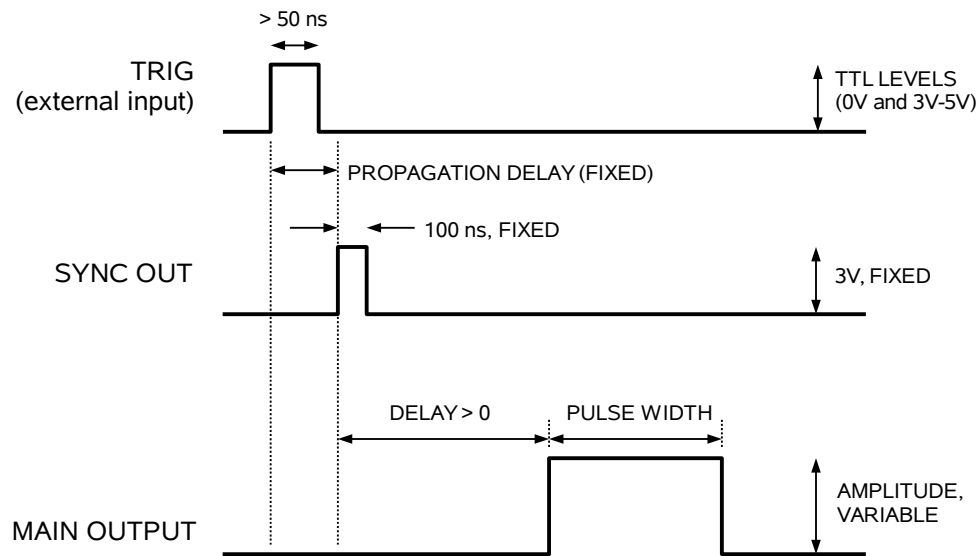 > 50 ns
TRIG
(external input)
TTL LEVELS
(0V and 3V-5V)
PROPAGATION DELAY (FIXED)
100 ns, FIXED
SYNC OUT
3V, FIXED
DELAY > 0
PULSE WIDTH
AMPLITUDE,
VARIABLE
MAIN OUTPUT